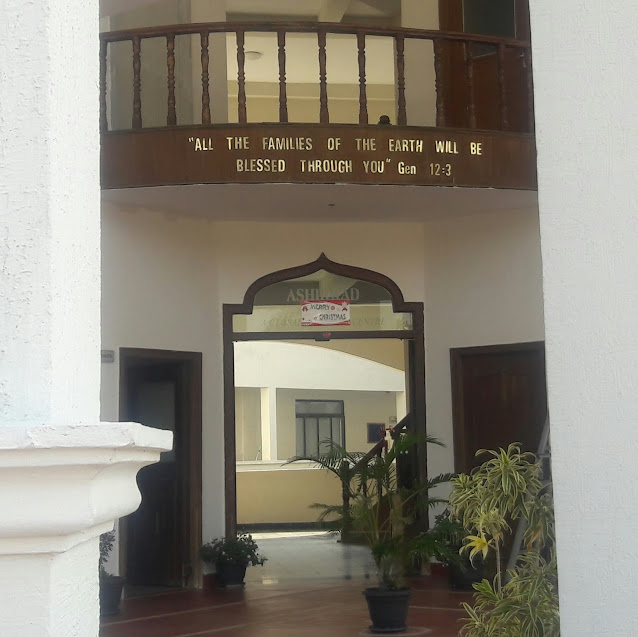 "ALL THE FAMILIES OF THE EARTH WILL BE
BLESSED THROUGH YOU" Gen 12:3
MERRY
CHRISTMAS